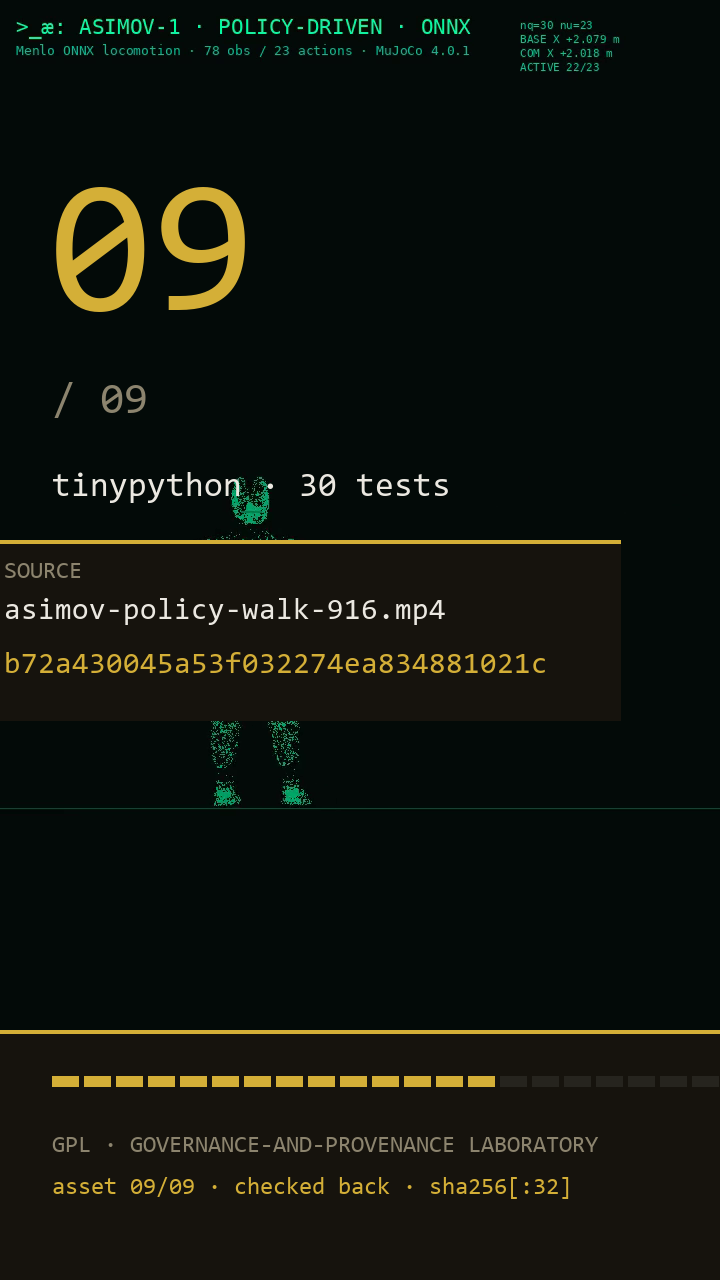 >_æ: ASIMOV-1 · POLICY-DRIVEN · ONNX
Menlo ONNX locomotion · 78 obs / 23 actions · MuJoCo 4.0.1
nq=30 nu=23
BASE X +2.079 m
COM X +2.018 m
ACTIVE 22/23
09
/ 09
tinypython · 30 tests
SOURCE
asimov-policy-walk-916.mp4
b72a430045a53f032274ea834881021c
GPL · GOVERNANCE-AND-PROVENANCE LABORATORY
asset 09/09 · checked back · sha256[:32]